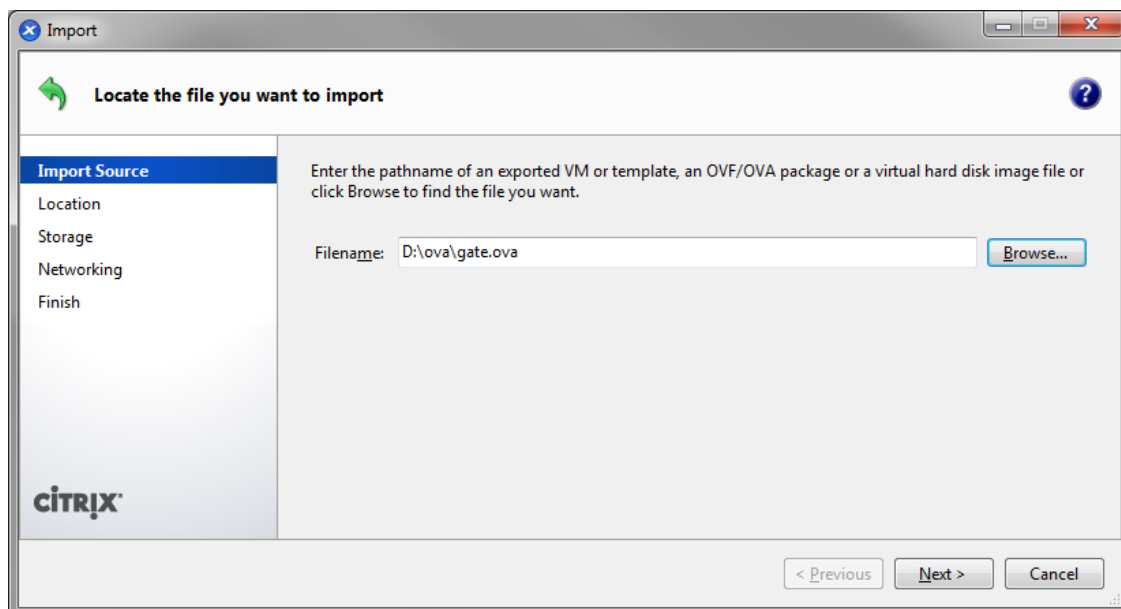 Import
Locate the file you want to import
?
Import Source
Location
Storage
Networking
Finish
Enter the pathname of an exported VM or template, an OVF/OVA package or a virtual hard disk image file or
click Browse to find the file you want.
Filename: D:\ova\gate.ova Browse...
CİTRIX
< Previous Next > Cancel